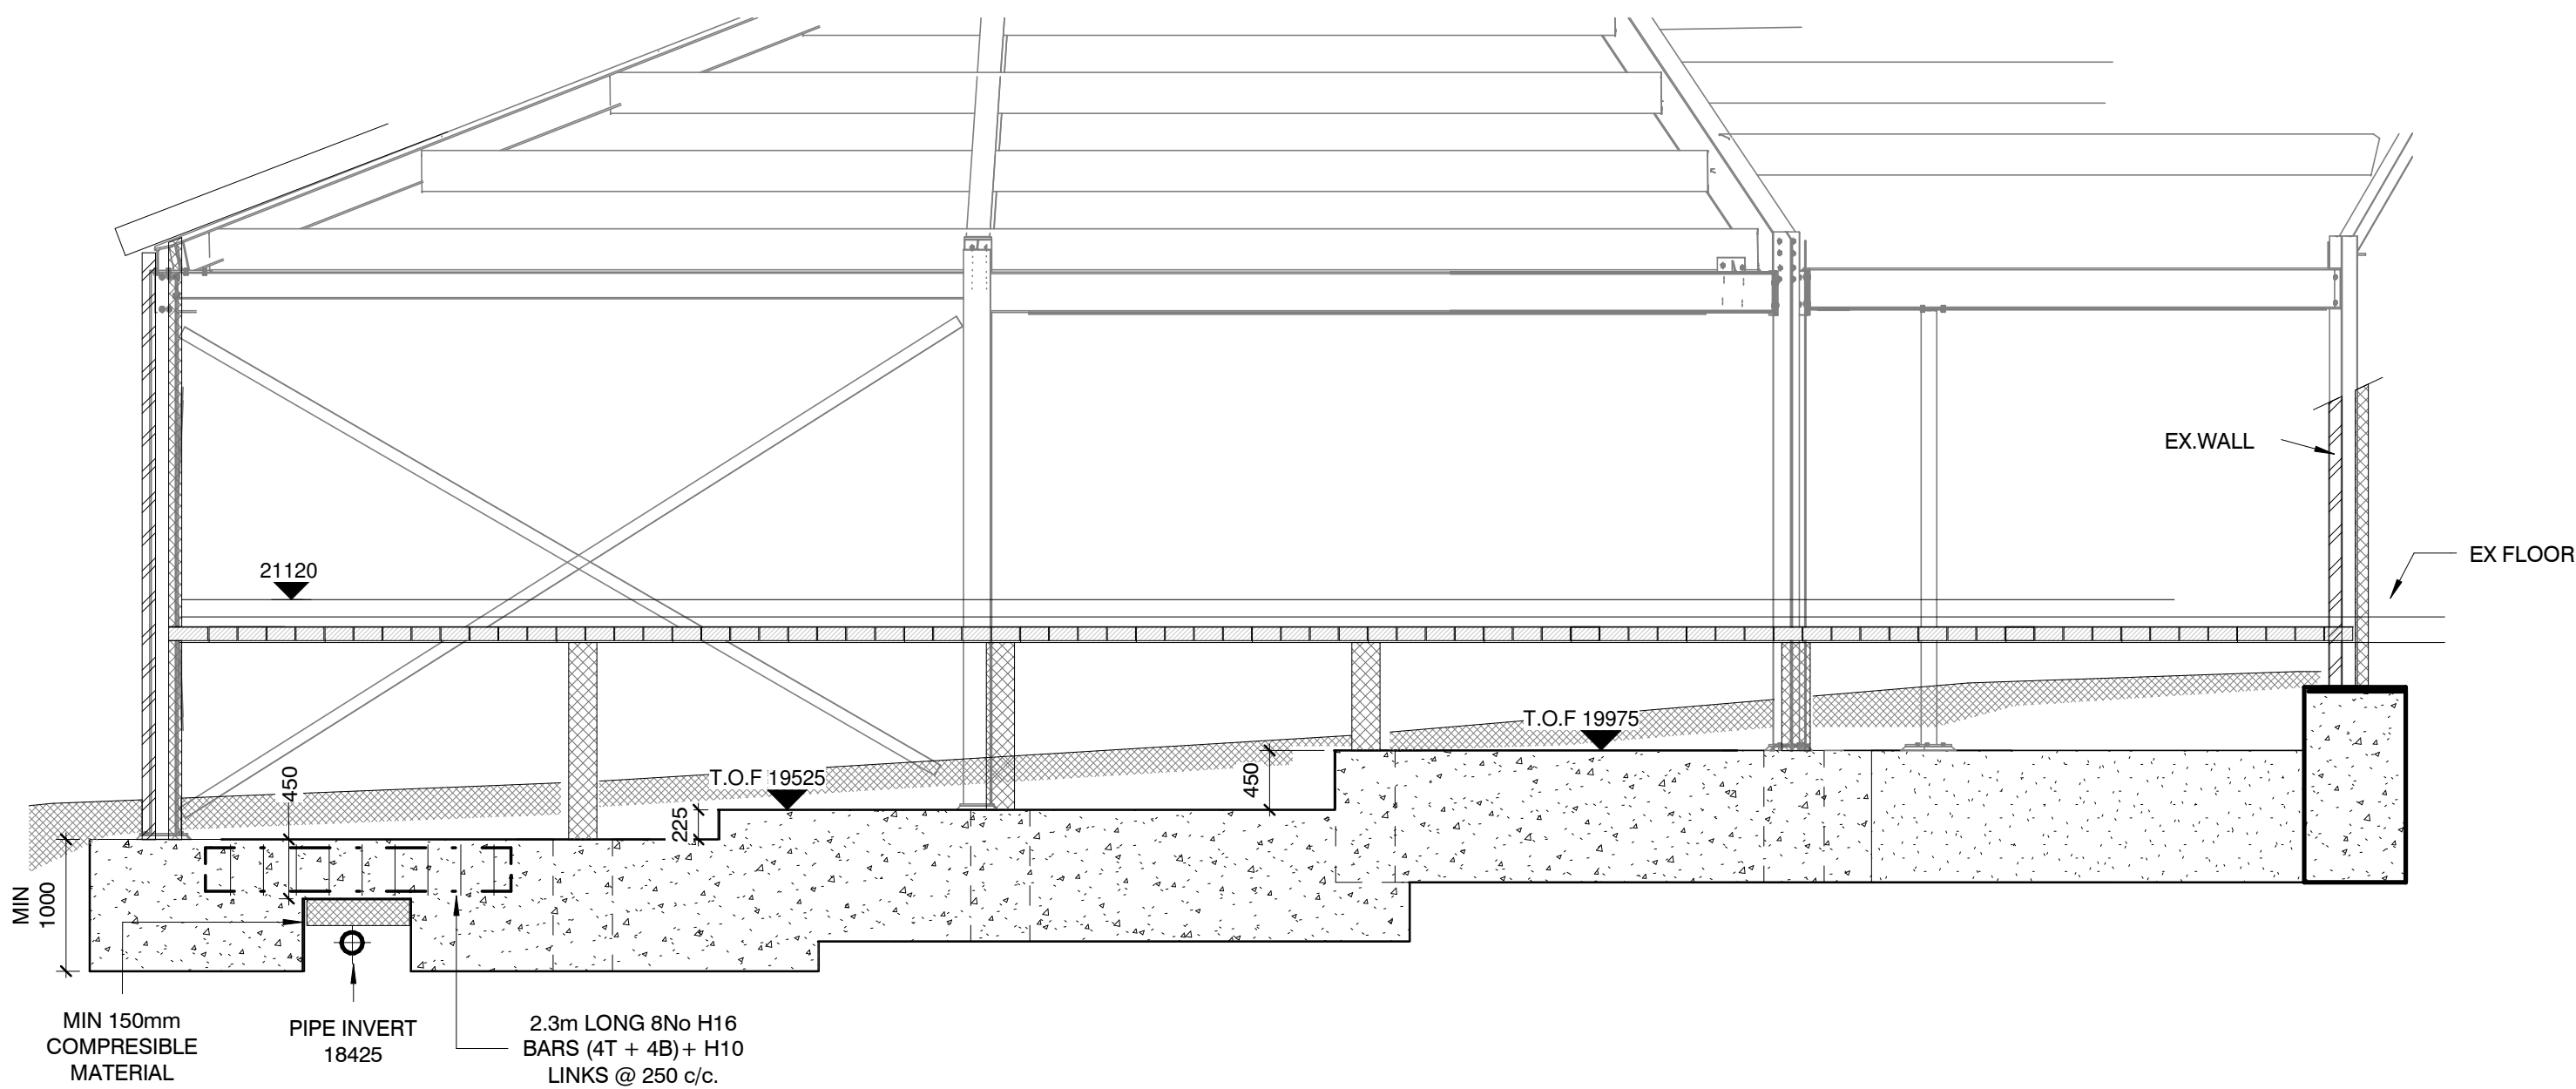 EX.WALL
EX FLOOR
21120
T.O.F 19975
T.O.F 19525
450
450
225
MIN
1000
MIN 150mm
COMPRESIBLE
MATERIAL
PIPE INVERT
18425
2.3m LONG 8No H16
BARS (4T + 4B)+ H10
LINKS @ 250 c/c.